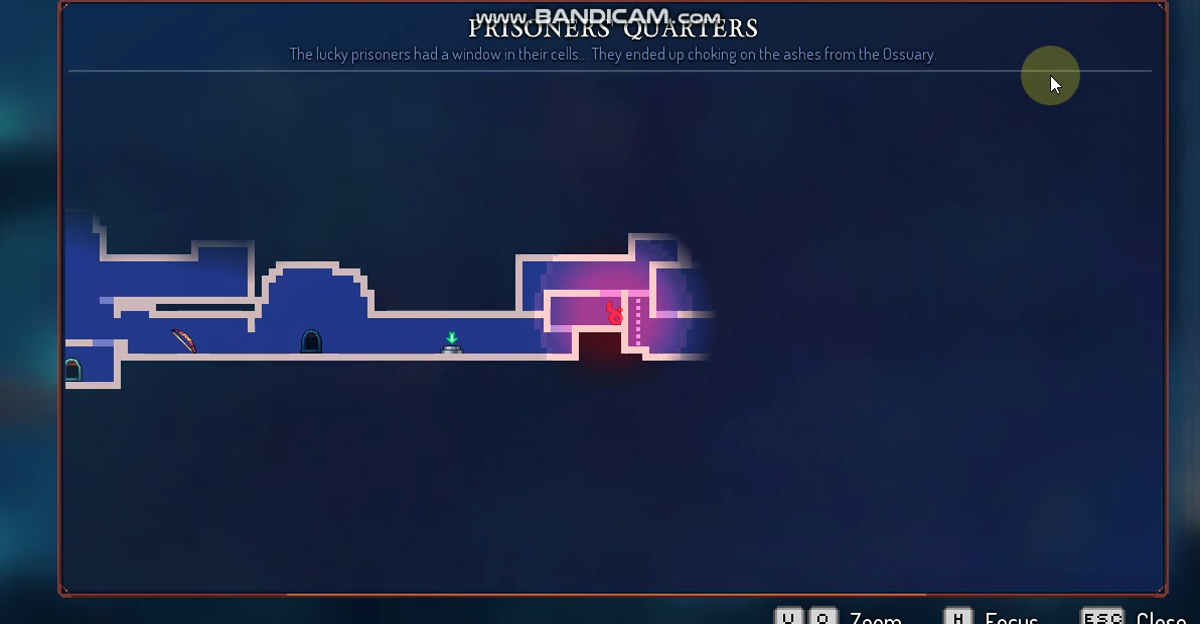 www.BANDICAM.com
PRISONERS' QUARTERS
The lucky prisoners had a window in their cells... They ended up choking on the ashes from the Ossuary.
Zoom Focus ESC Close